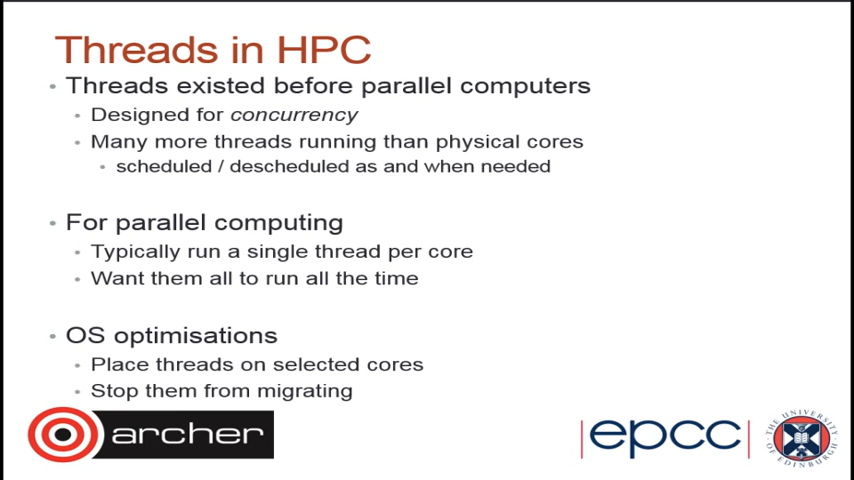 Threads in HPC
• Threads existed before parallel computers
• Designed for concurrency
• Many more threads running than physical cores
• scheduled / descheduled as and when needed
• For parallel computing
• Typically run a single thread per core
• Want them all to run all the time
• OS optimisations
• Place threads on selected cores
• Stop them from migrating
archer
epcc
THE UNIVERSITY OF EDINBURGH